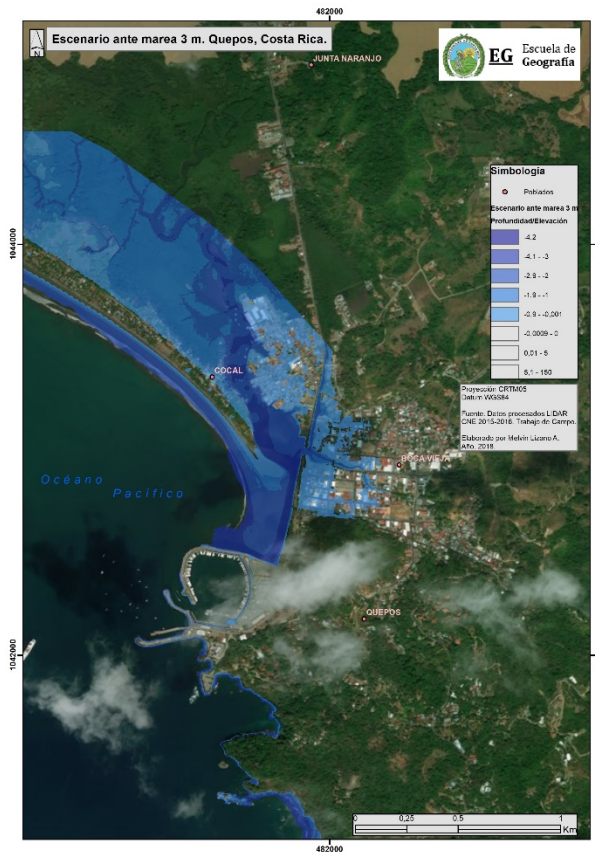 482000
Escenario ante marea 3 m. Quepos, Costa Rica.
N
EG
Escuela de
Geografía
JUNTA NARANJO
Simbología
Poblados
Escenario ante marea 3 m
Profundidad/Elevación
-4.2
-4.1 - -3
-2.9 - -2
-1.9 - -1
-0.9 - -0,001
-0,0009 - 0
0,01 - 5
5,1 - 150
1044000
COCAL
Proyección CRTM05
Datum WGS84
Fuente. Datos procesados LIDAR
CNE 2015-2016. Trabajo de Campo.
Elaborado por Melvin Lizano A.
Año. 2018.
BOCA VIEJA
Océano
Pacífico
QUEPOS
1042000
0 0,25 0,5 1
Km
482000